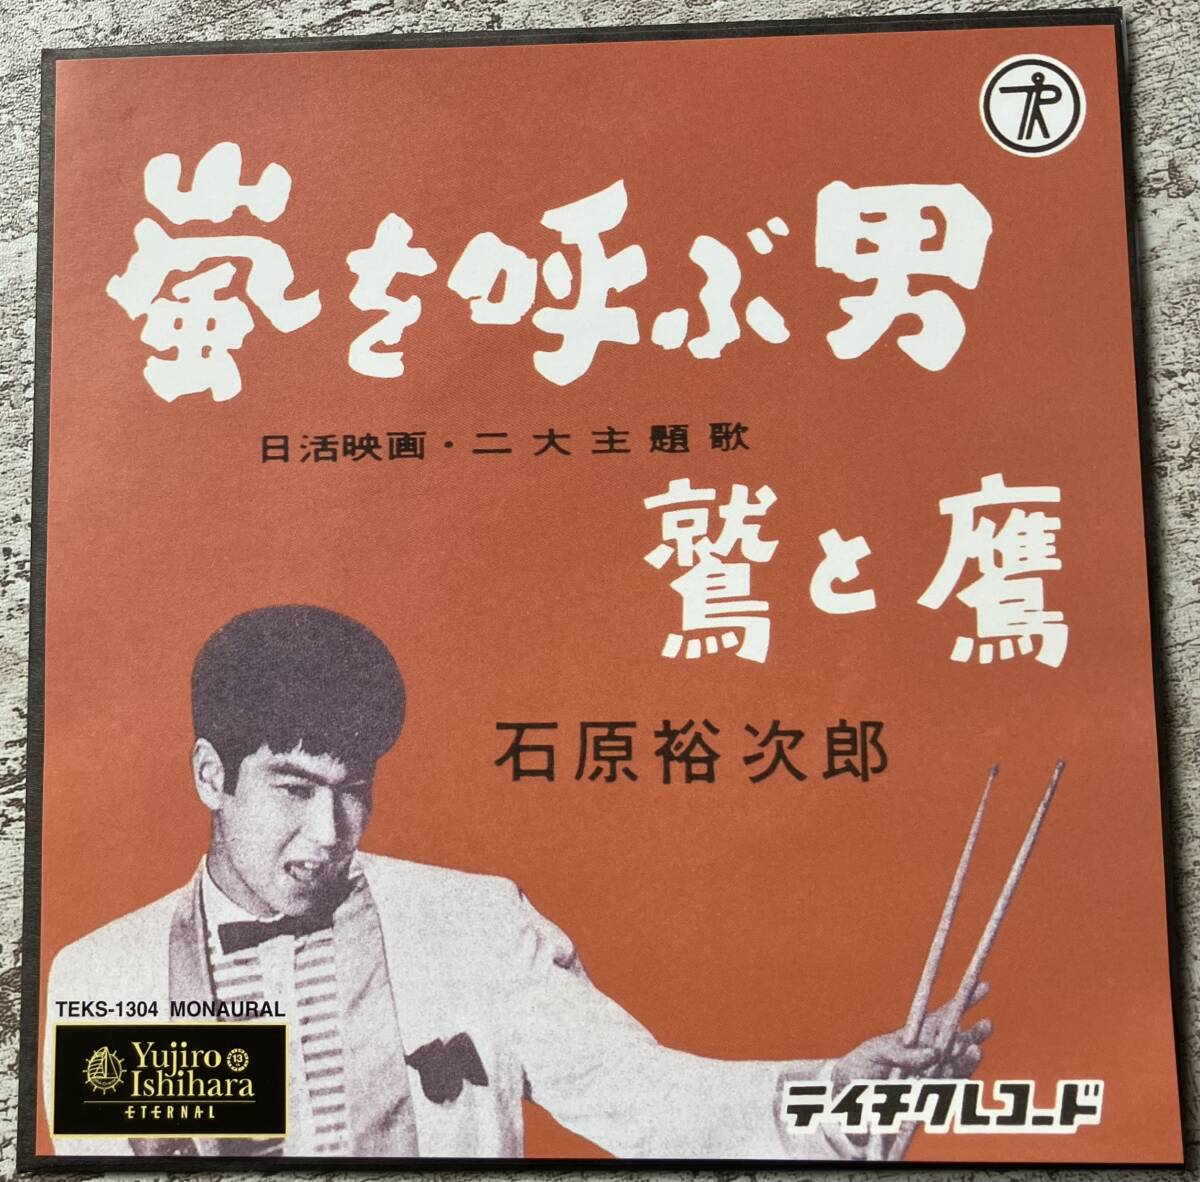 嵐を呼ぶ男
日活映画・二大主題歌
鷲と鷹
石原裕次郎
TEKS-1304 MONAURAL
Yujiro
Ishihara
13
ETERNAL
テイチクレコード